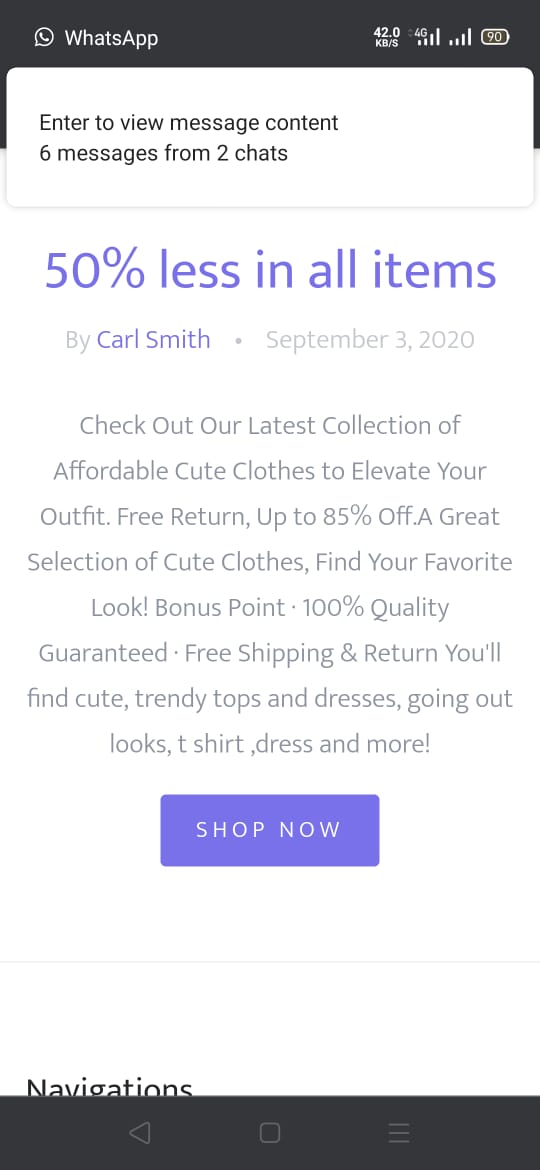 WhatsApp
42.0
KB/S
4G
90
Enter to view message content
6 messages from 2 chats
50% less in all items
By Carl Smith • September 3, 2020
Check Out Our Latest Collection of
Affordable Cute Clothes to Elevate Your
Outfit. Free Return, Up to 85% Off.A Great
Selection of Cute Clothes, Find Your Favorite
Look! Bonus Point · 100% Quality
Guaranteed · Free Shipping & Return You'll
find cute, trendy tops and dresses, going out
looks, t shirt ,dress and more!
SHOP NOW
Navigations